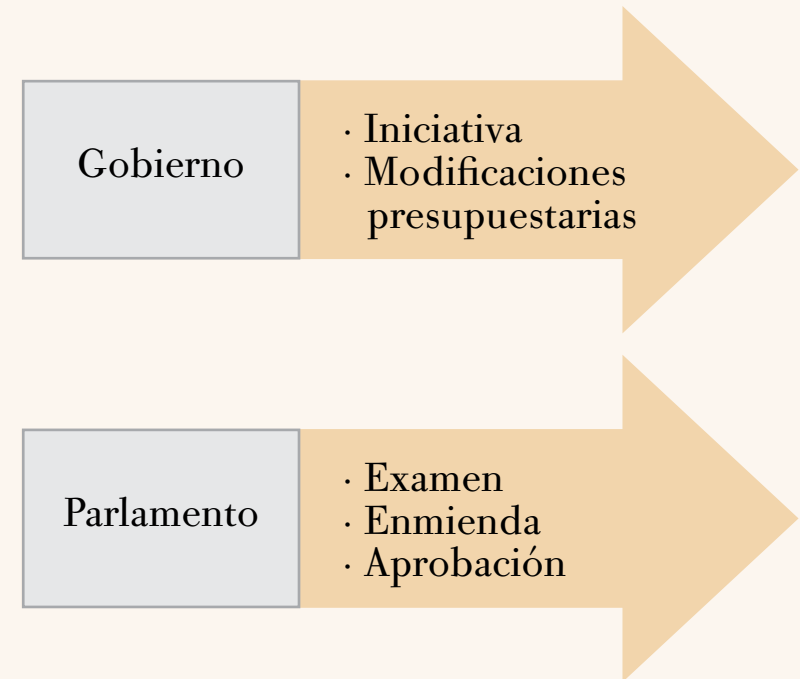 Gobierno
· Iniciativa
· Modificaciones
presupuestarias
Parlamento
· Examen
· Enmienda
· Aprobación